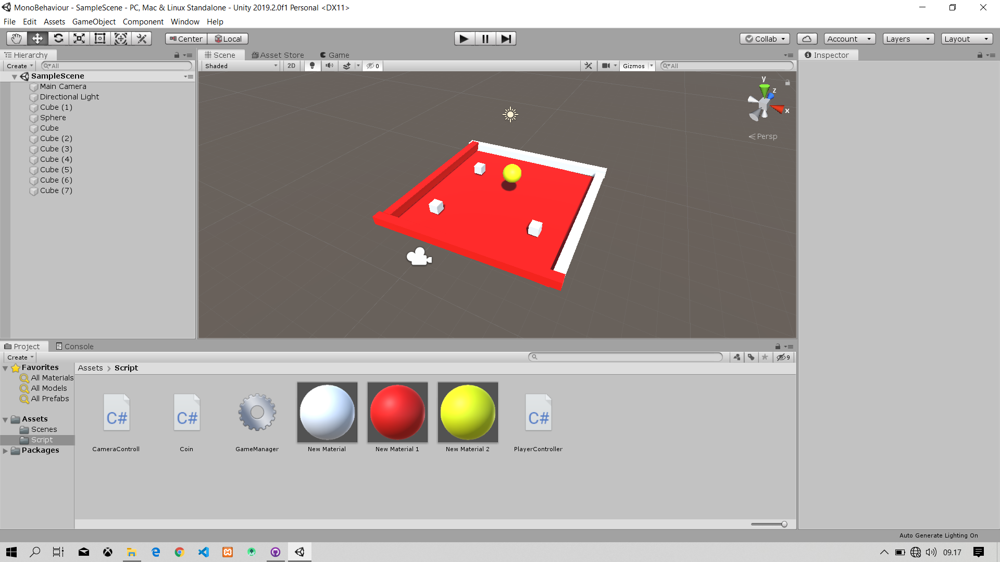 MonoBehaviour - SampleScene - PC, Mac & Linux Standalone - Unity 2019.2.0f1 Personal <DX11>
File Edit Assets GameObject Component Window Help
Center Local Collab Account Layers Layout
Hierarchy
Create All
SampleScene
Main Camera
Directional Light
Cube (1)
Sphere
Cube
Cube (2)
Cube (3)
Cube (4)
Cube (5)
Cube (6)
Cube (7)
Scene Asset Store Game
Shaded 2D 0 Gizmos All
y
z
x
Persp
Inspector
Project Console
Create 9
Favorites
All Materials
All Models
All Prefabs
Assets
Scenes
Script
Packages
Assets Script
C# C# C#
CameraControll Coin GameManager New Material New Material 1 New Material 2 PlayerController
Auto Generate Lighting On
09.17